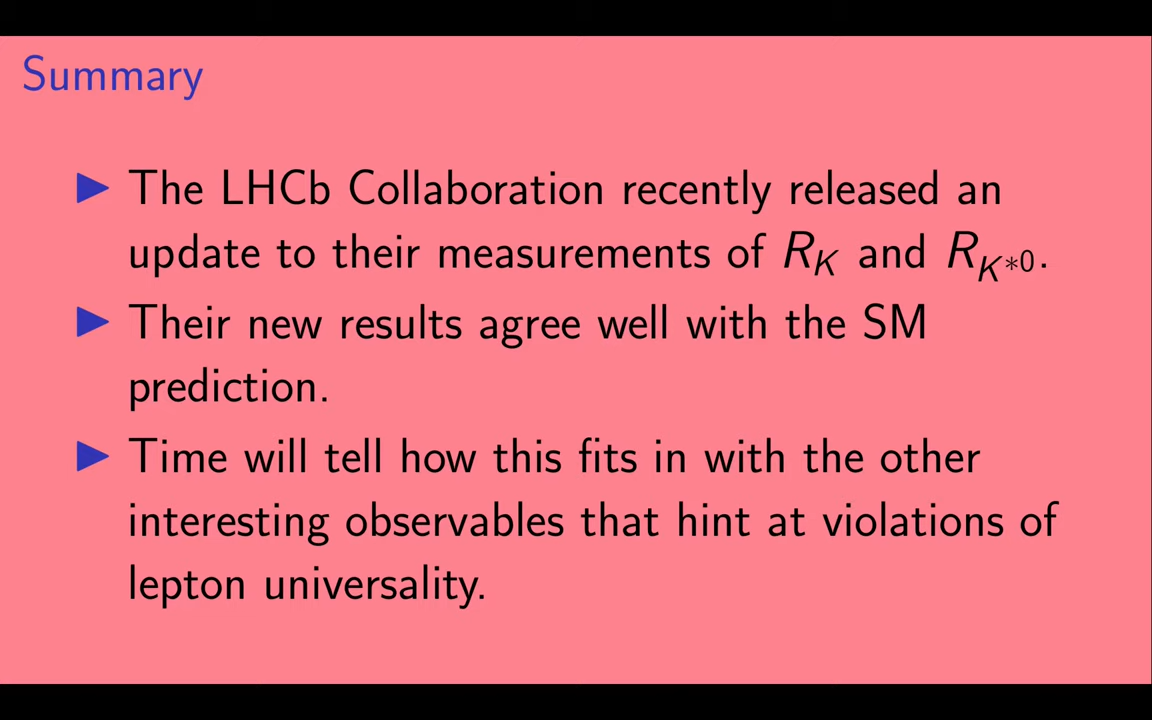 Summary
▶ The LHCb Collaboration recently released an
update to their measurements of R_K and R_{K*0}.
▶ Their new results agree well with the SM
prediction.
▶ Time will tell how this fits in with the other
interesting observables that hint at violations of
lepton universality.